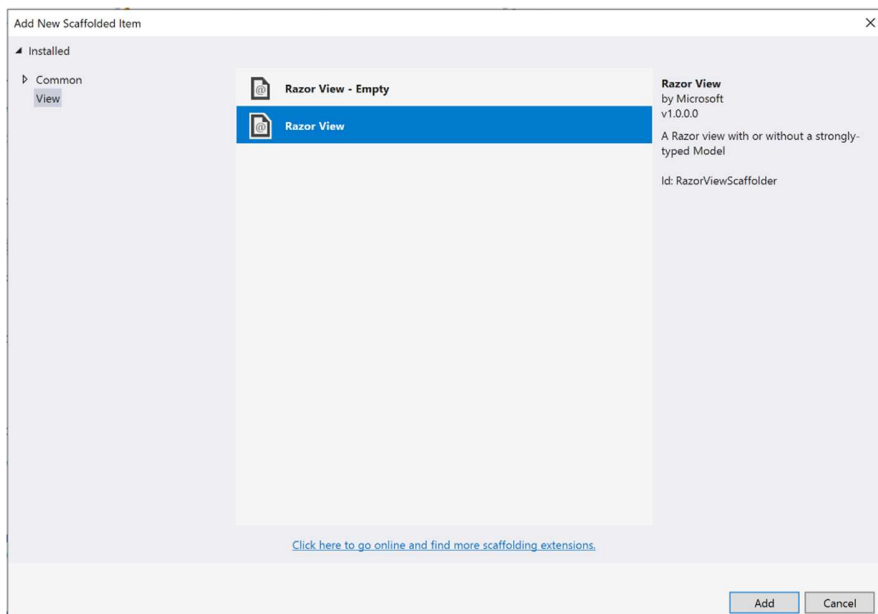 Add New Scaffolded Item
Installed
Common
View
Razor View - Empty
Razor View
Razor View
by Microsoft
v1.0.0.0
A Razor view with or without a strongly-
typed Model
Id: RazorViewScaffolder
Click here to go online and find more scaffolding extensions.
Add
Cancel